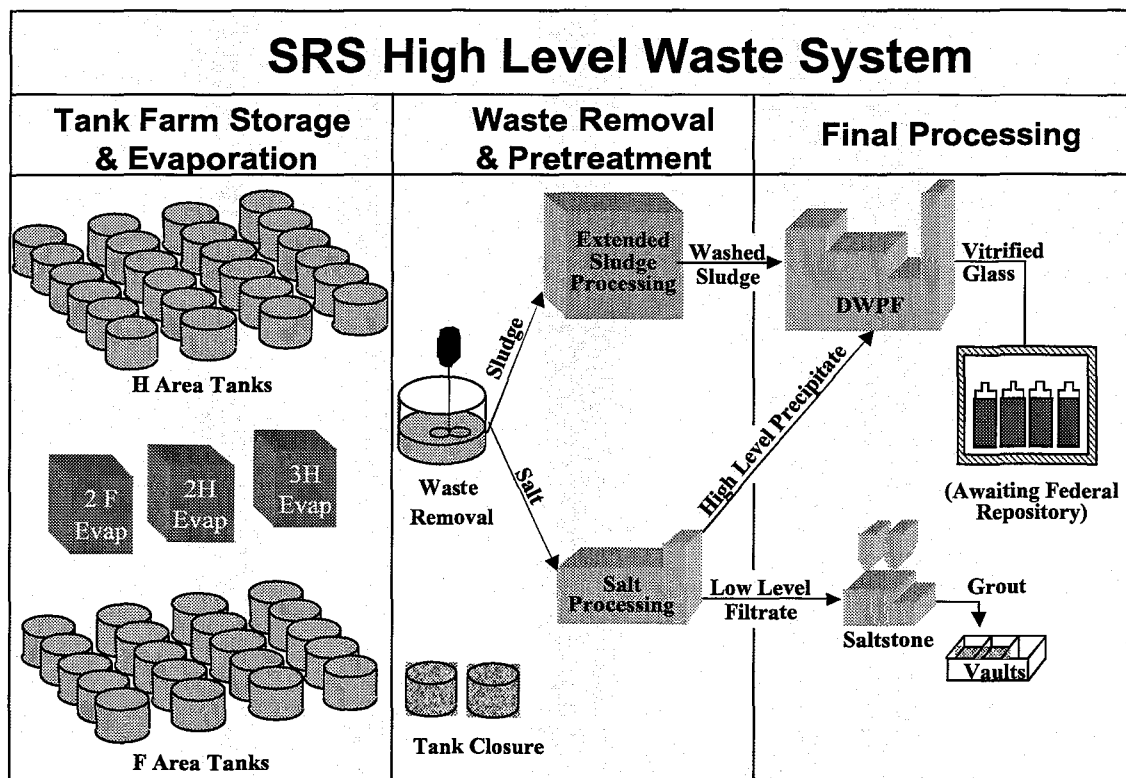 SRS High Level Waste System
Tank Farm Storage
& Evaporation
Waste Removal
& Pretreatment
Final Processing
H Area Tanks
2 F
Evap
2H
Evap
3H
Evap
F Area Tanks
Waste
Removal
Sludge
Salt
Extended
Sludge
Processing
Washed
Sludge
Salt
Processing
High Level Precipitate
Low Level
Filtrate
Tank Closure
DWPF
Vitrified
Glass
(Awaiting Federal
Repository)
Saltstone
Grout
Vaults